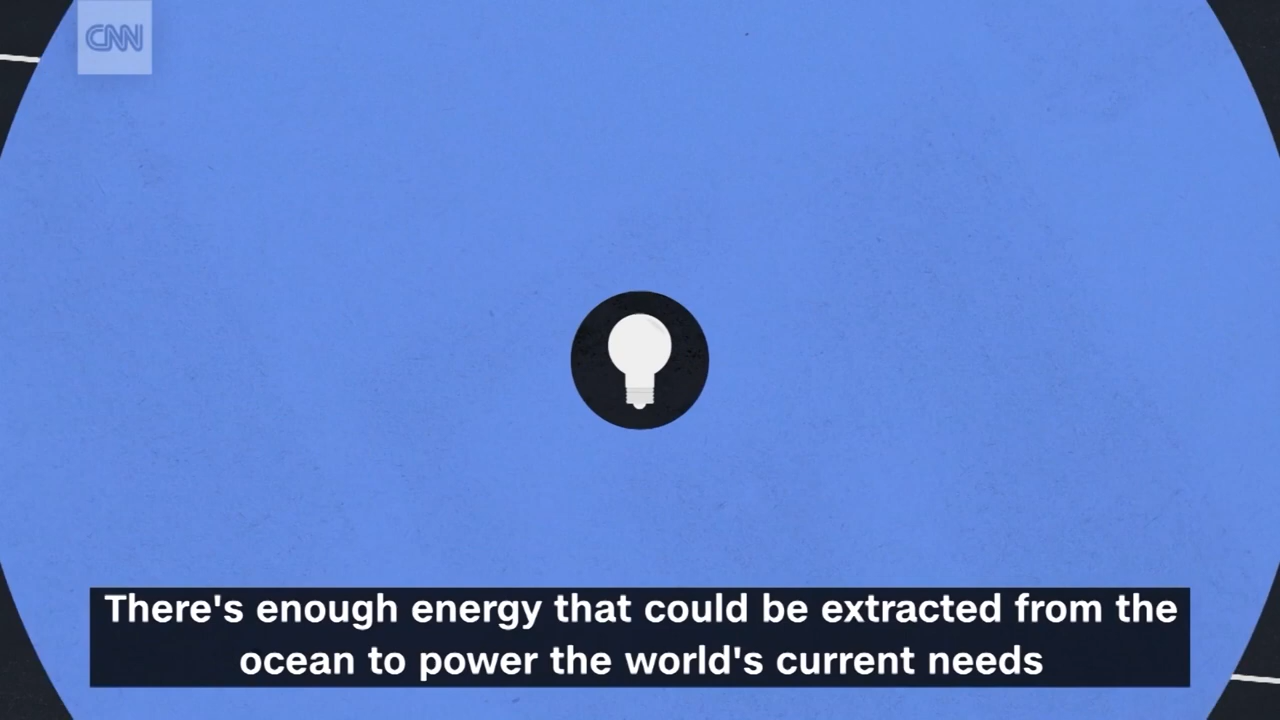 CNN
There's enough energy that could be extracted from the
ocean to power the world's current needs